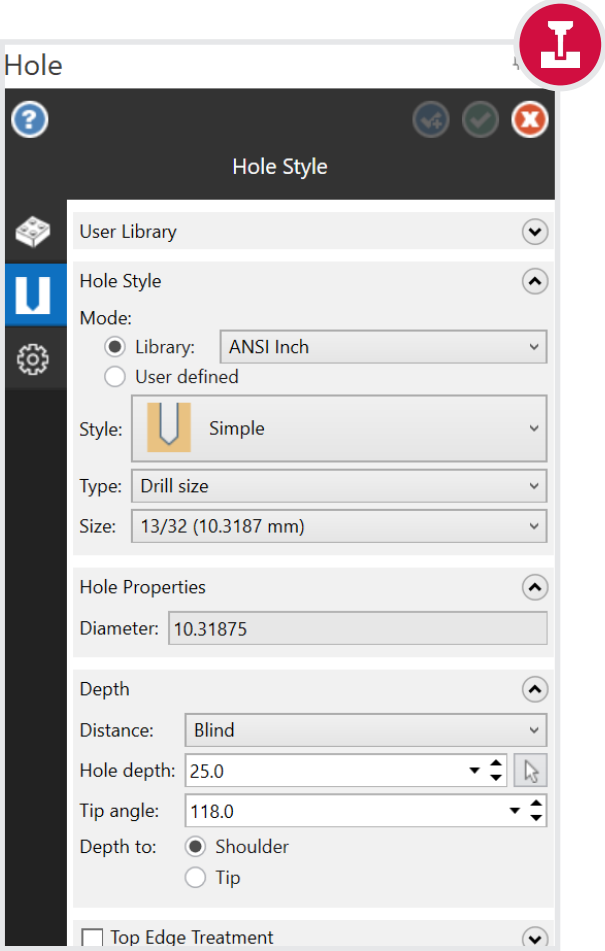 Hole
?
Hole Style
User Library
Hole Style
Mode:
Library: ANSI Inch
User defined
Style: Simple
Type: Drill size
Size: 13/32 (10.3187 mm)
Hole Properties
Diameter: 10.31875
Depth
Distance: Blind
Hole depth: 25.0
Tip angle: 118.0
Depth to: Shoulder
Tip
Top Edge Treatment